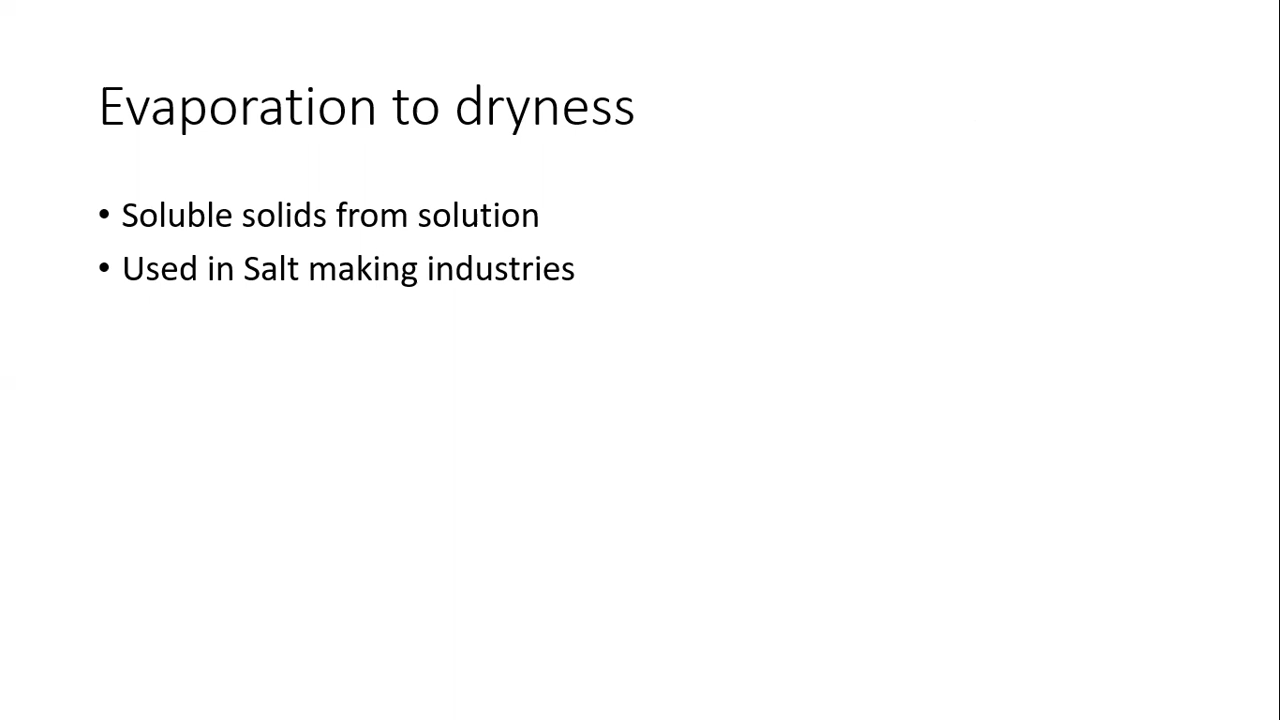 Evaporation to dryness
• Soluble solids from solution
• Used in Salt making industries